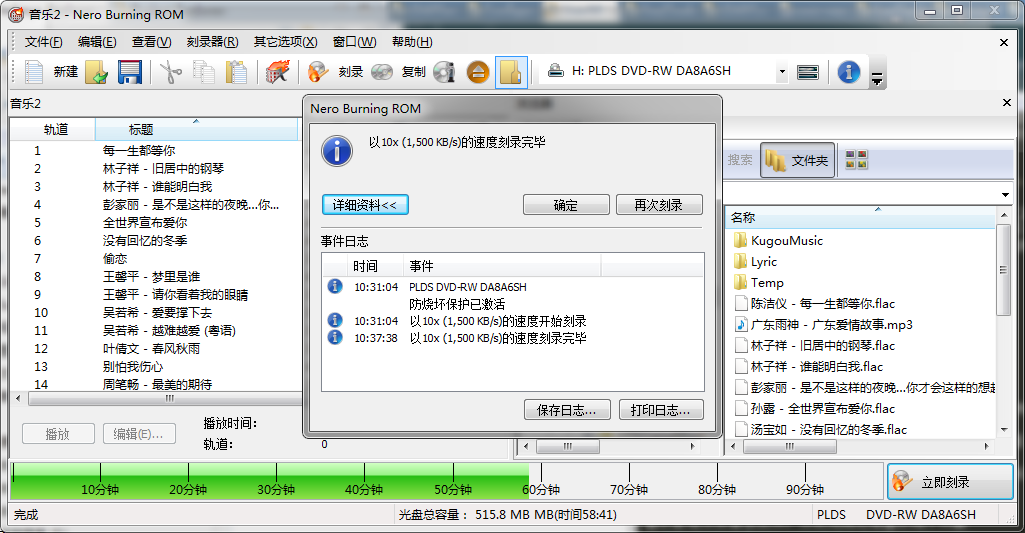 音乐2 - Nero Burning ROM
文件(F) 编辑(E) 查看(V) 刻录器(R) 其它选项(X) 窗口(W) 帮助(H)
新建 刻录 复制 H: PLDS DVD-RW DA8A6SH
音乐2
轨道 标题
1 每一生都等你
2 林子祥 - 旧居中的钢琴
3 林子祥 - 谁能明白我
4 彭家丽 - 是不是这样的夜晚...你...
5 全世界宣布爱你
6 没有回忆的冬季
7 偷恋
8 王馨平 - 梦里是谁
9 王馨平 - 请你看着我的眼睛
10 吴若希 - 爱要撑下去
11 吴若希 - 越难越爱 (粤语)
12 叶倩文 - 春风秋雨
13 别怕我伤心
14 周笔畅 - 最美的期待
播放 编辑(E)... 播放时间:
轨道: 0
Nero Burning ROM
以10x (1,500 KB/s)的速度刻录完毕
详细资料<< 确定 再次刻录
事件日志
时间 事件
10:31:04 PLDS DVD-RW DA8A6SH
防烧坏保护已激活
10:31:04 以10x (1,500 KB/s)的速度开始刻录
10:37:38 以10x (1,500 KB/s)的速度刻录完毕
保存日志... 打印日志...
搜索 文件夹
名称
KugouMusic
Lyric
Temp
陈洁仪 - 每一生都等你.flac
广东雨神 - 广东爱情故事.mp3
林子祥 - 旧居中的钢琴.flac
林子祥 - 谁能明白我.flac
彭家丽 - 是不是这样的夜晚...你才会这样的想起
孙露 - 全世界宣布爱你.flac
汤宝如 - 没有回忆的冬季.flac
10分钟 20分钟 30分钟 40分钟 50分钟 60分钟 70分钟 80分钟 90分钟
立即刻录
完成 光盘总容量： 515.8 MB MB(时间58:41) PLDS DVD-RW DA8A6SH